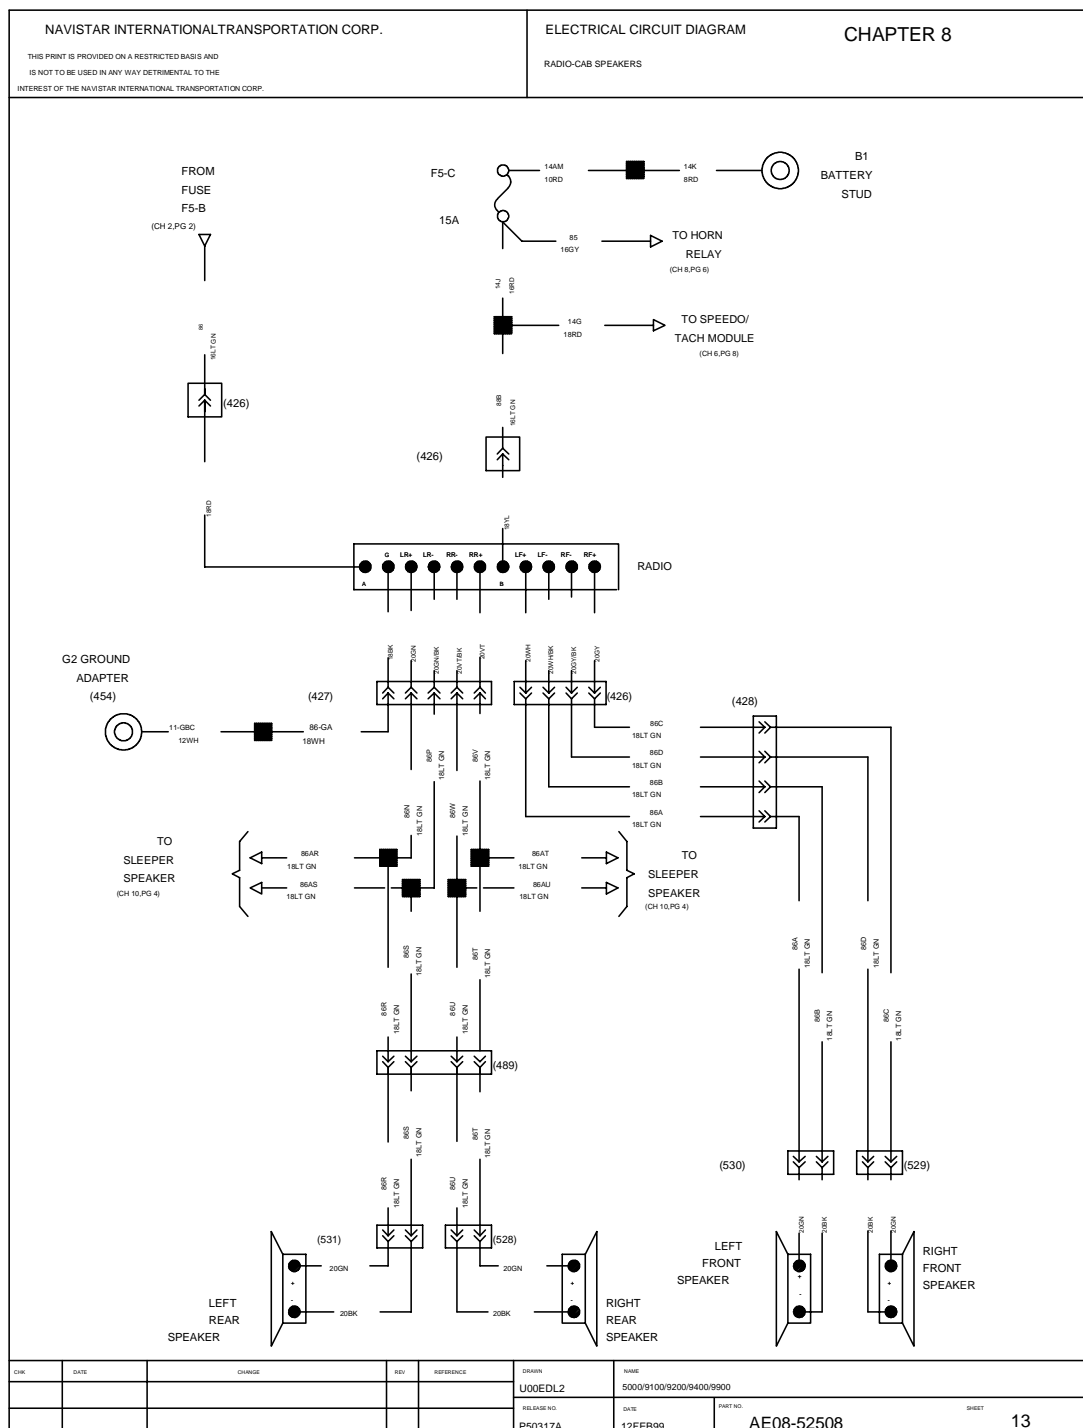 NAVISTAR INTERNATIONALTRANSPORTATION CORP.
THIS PRINT IS PROVIDED ON A RESTRICTED BASIS AND
IS NOT TO BE USED IN ANY WAY DETRIMENTAL TO THE
INTEREST OF THE NAVISTAR INTERNATIONAL TRANSPORTATION CORP.
ELECTRICAL CIRCUIT DIAGRAM
CHAPTER 8
RADIO-CAB SPEAKERS
FROM
FUSE
F5-B
(CH 2,PG 2)
F5-C
15A
14AM
10RD
14K
8RD
B1
BATTERY
STUD
85
16GY
TO HORN
RELAY
(CH 8,PG 6)
14J
16RD
14G
18RD
TO SPEEDO/
TACH MODULE
(CH 6,PG 8)
86
16LT GN
(426)
88B
16LT GN
(426)
18RD
18YL
G LR+ LR- RR- RR+ LF+ LF- RF- RF+
A B
RADIO
18BK
20GN
20GN/BK
20VT/BK
20VT
20WH
20WH/BK
20GY/BK
20GY
G2 GROUND
ADAPTER
(454)
(427)
(426)
(428)
11-GBC
12WH
86-GA
18WH
86C
18LT GN
86D
18LT GN
86B
18LT GN
86A
18LT GN
86P
18LT GN
86V
18LT GN
86N
18LT GN
86W
18LT GN
TO
SLEEPER
SPEAKER
(CH 10,PG 4)
86AR
18LT GN
86AS
18LT GN
86AT
18LT GN
86AU
18LT GN
TO
SLEEPER
SPEAKER
(CH 10,PG 4)
86S
18LT GN
86T
18LT GN
86R
18LT GN
86U
18LT GN
(489)
86A
18LT GN
86D
18LT GN
86B
18LT GN
86C
18LT GN
86S
18LT GN
86T
18LT GN
86R
18LT GN
86U
18LT GN
(530)
(529)
(531)
(528)
20GN
20BK
20BK
20GN
20GN
20BK
20GN
20BK
+
-
+
-
+
-
+
-
LEFT
REAR
SPEAKER
RIGHT
REAR
SPEAKER
LEFT
FRONT
SPEAKER
RIGHT
FRONT
SPEAKER
CHK DATE CHANGE REV REFERENCE
DRAWN
U00EDL2
NAME
5000/9100/9200/9400/9900
RELEASE NO.
P50317A
DATE
12FEB99
PART NO.
AE08-52508
SHEET
13